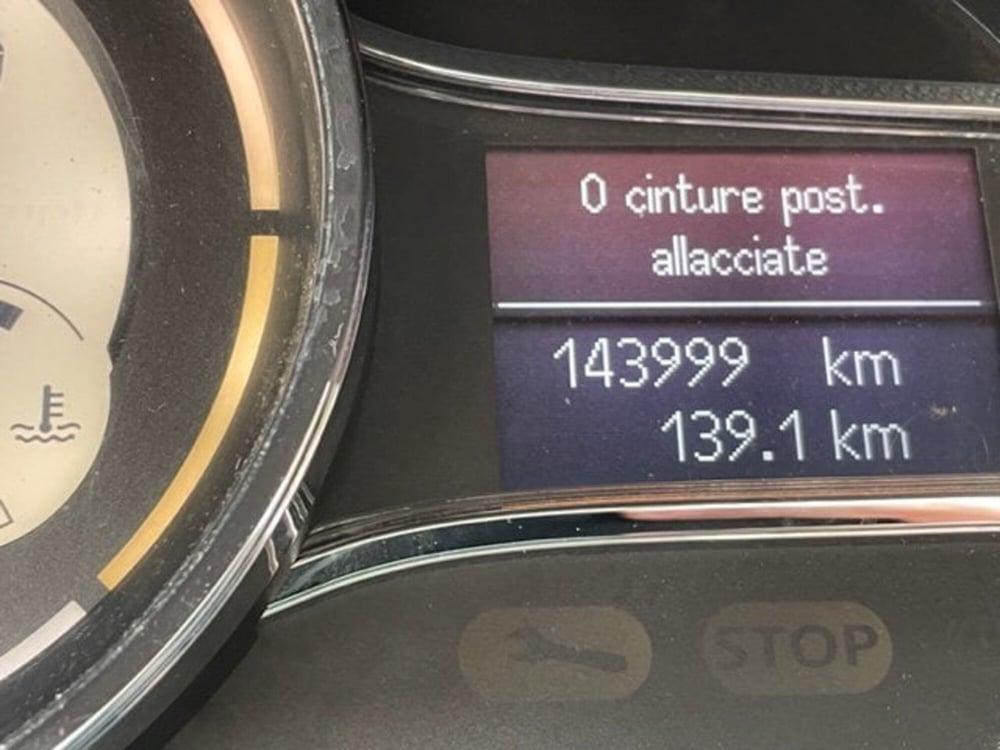 0 cinture post.
allacciate
143999 km
139.1 km
STOP